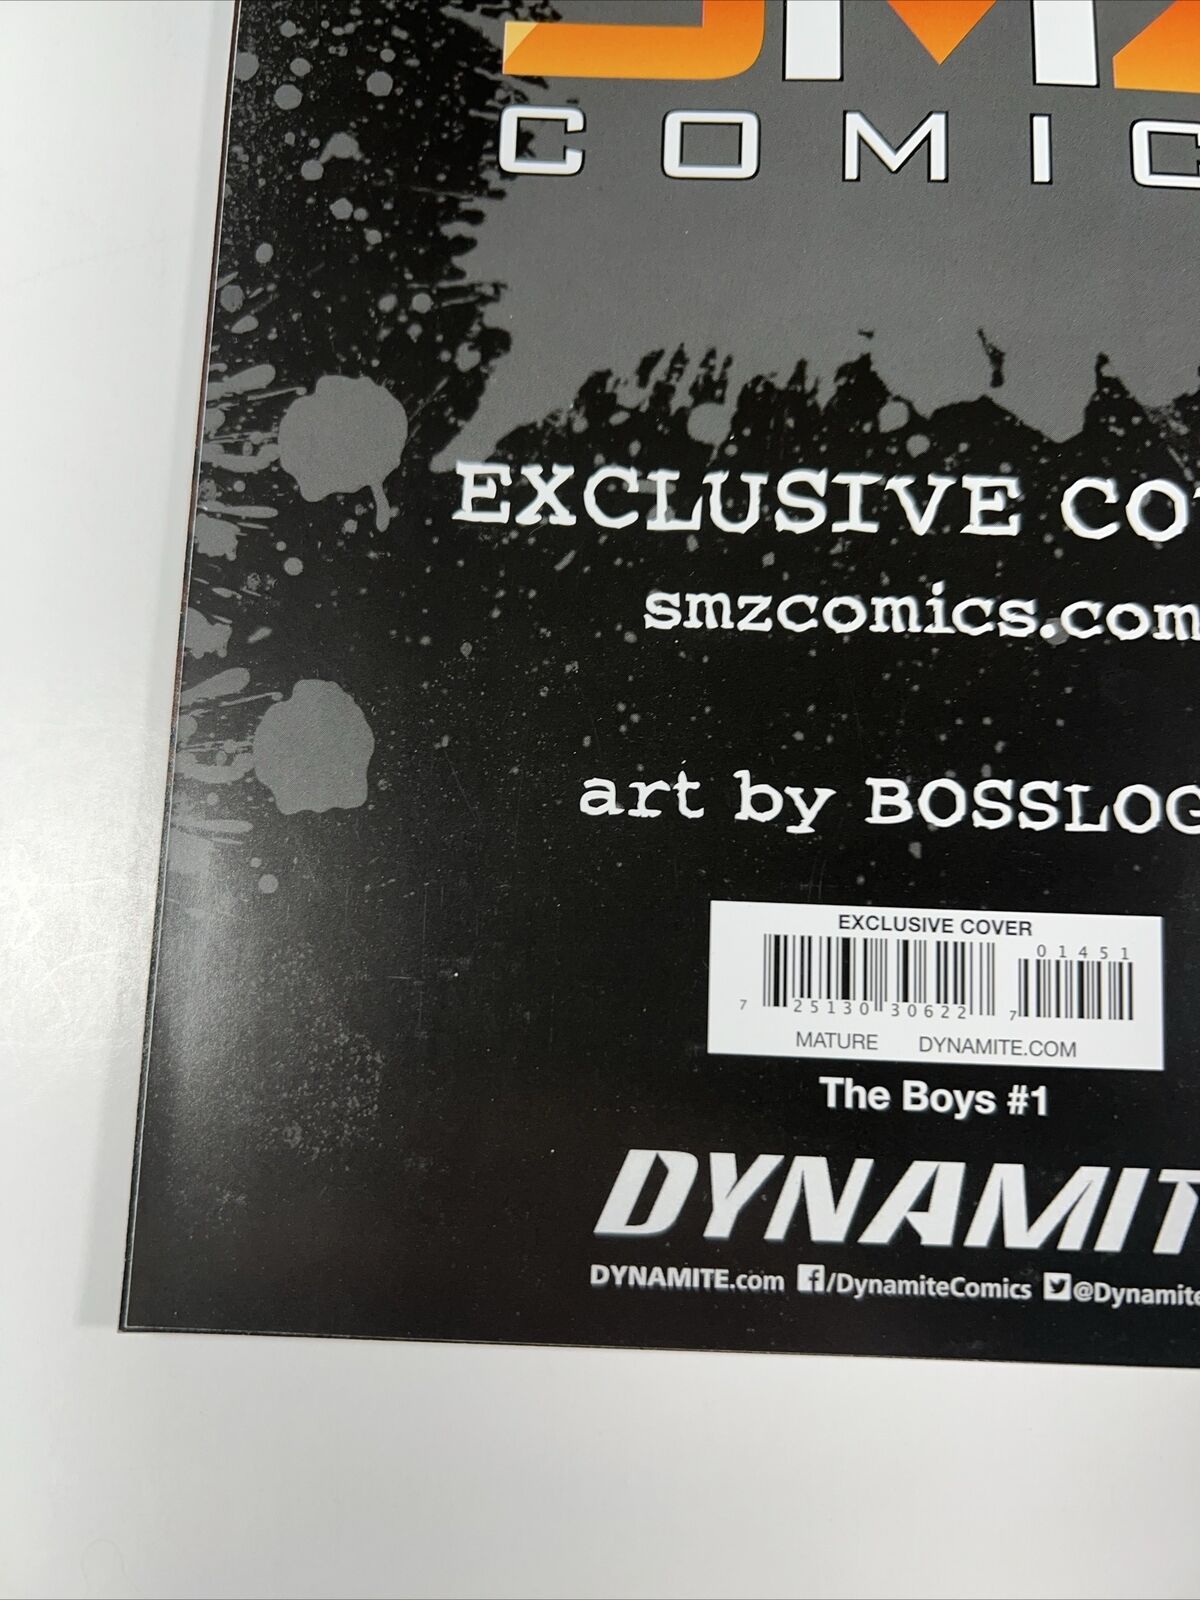 SMZ
COMIC
EXCLUSIVE CO
smzcomics.com
art by BOSSLOG
EXCLUSIVE COVER
01451
7 25130 30622 7
MATURE DYNAMITE.COM
The Boys #1
DYNAMIT
DYNAMITE.com f/DynamiteComics @Dynamite